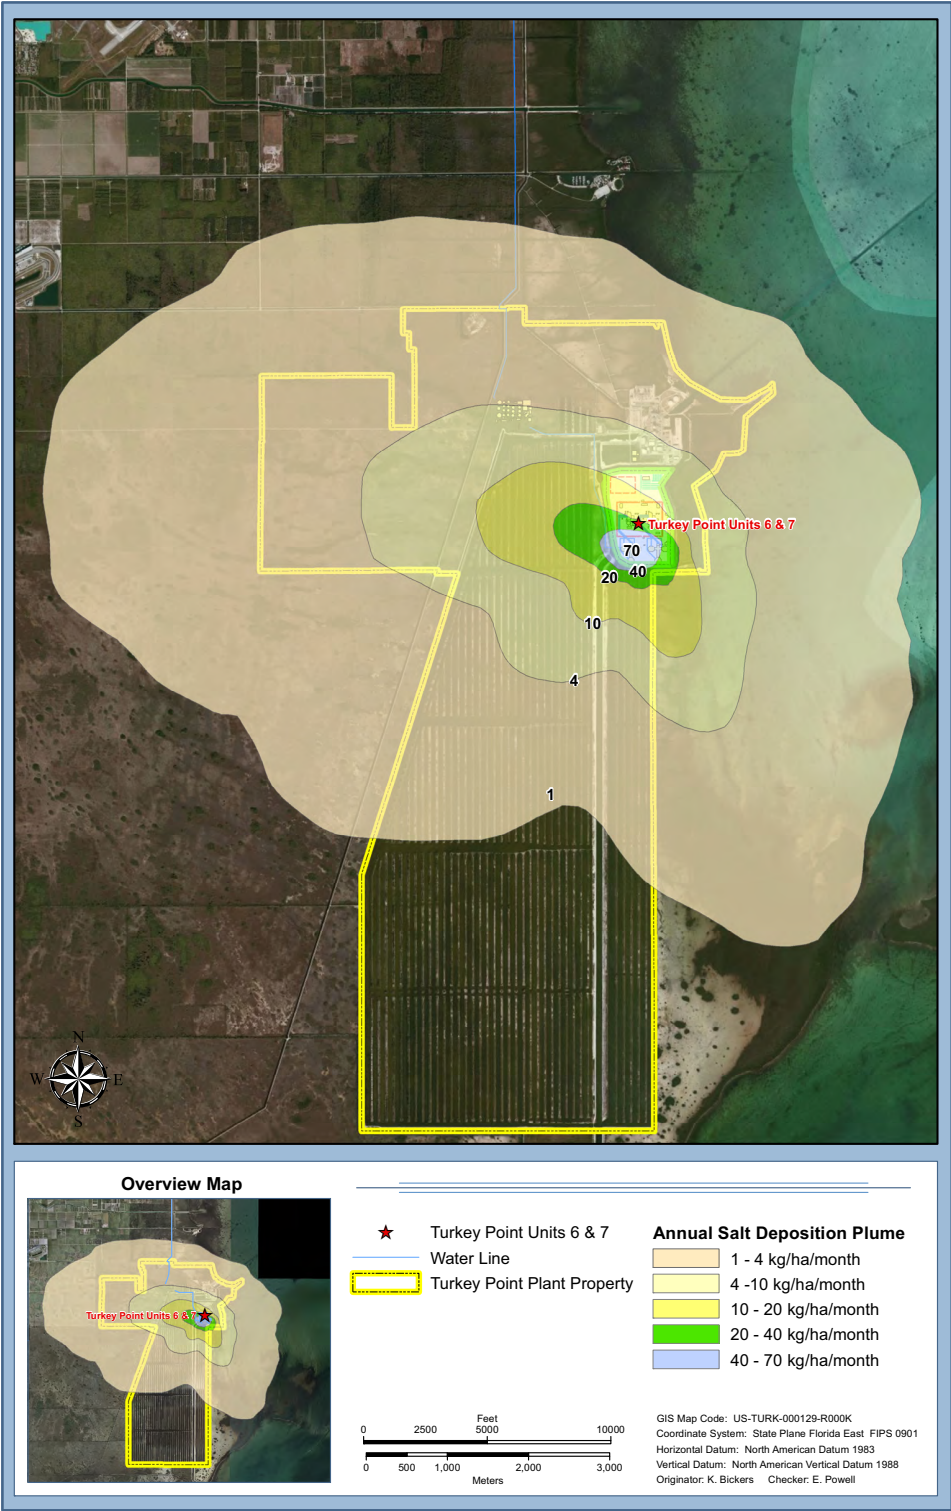 Turkey Point Units 6 & 7
70
20
40
10
4
1
N
W
E
S
Overview Map
Turkey Point Units 6 & 7
Turkey Point Units 6 & 7
Water Line
Turkey Point Plant Property
Annual Salt Deposition Plume
1 - 4 kg/ha/month
4 -10 kg/ha/month
10 - 20 kg/ha/month
20 - 40 kg/ha/month
40 - 70 kg/ha/month
Feet
0 2500 5000 10000
0 500 1,000 2,000 3,000
Meters
GIS Map Code: US-TURK-000129-R000K
Coordinate System: State Plane Florida East FIPS 0901
Horizontal Datum: North American Datum 1983
Vertical Datum: North American Vertical Datum 1988
Originator: K. Bickers Checker: E. Powell